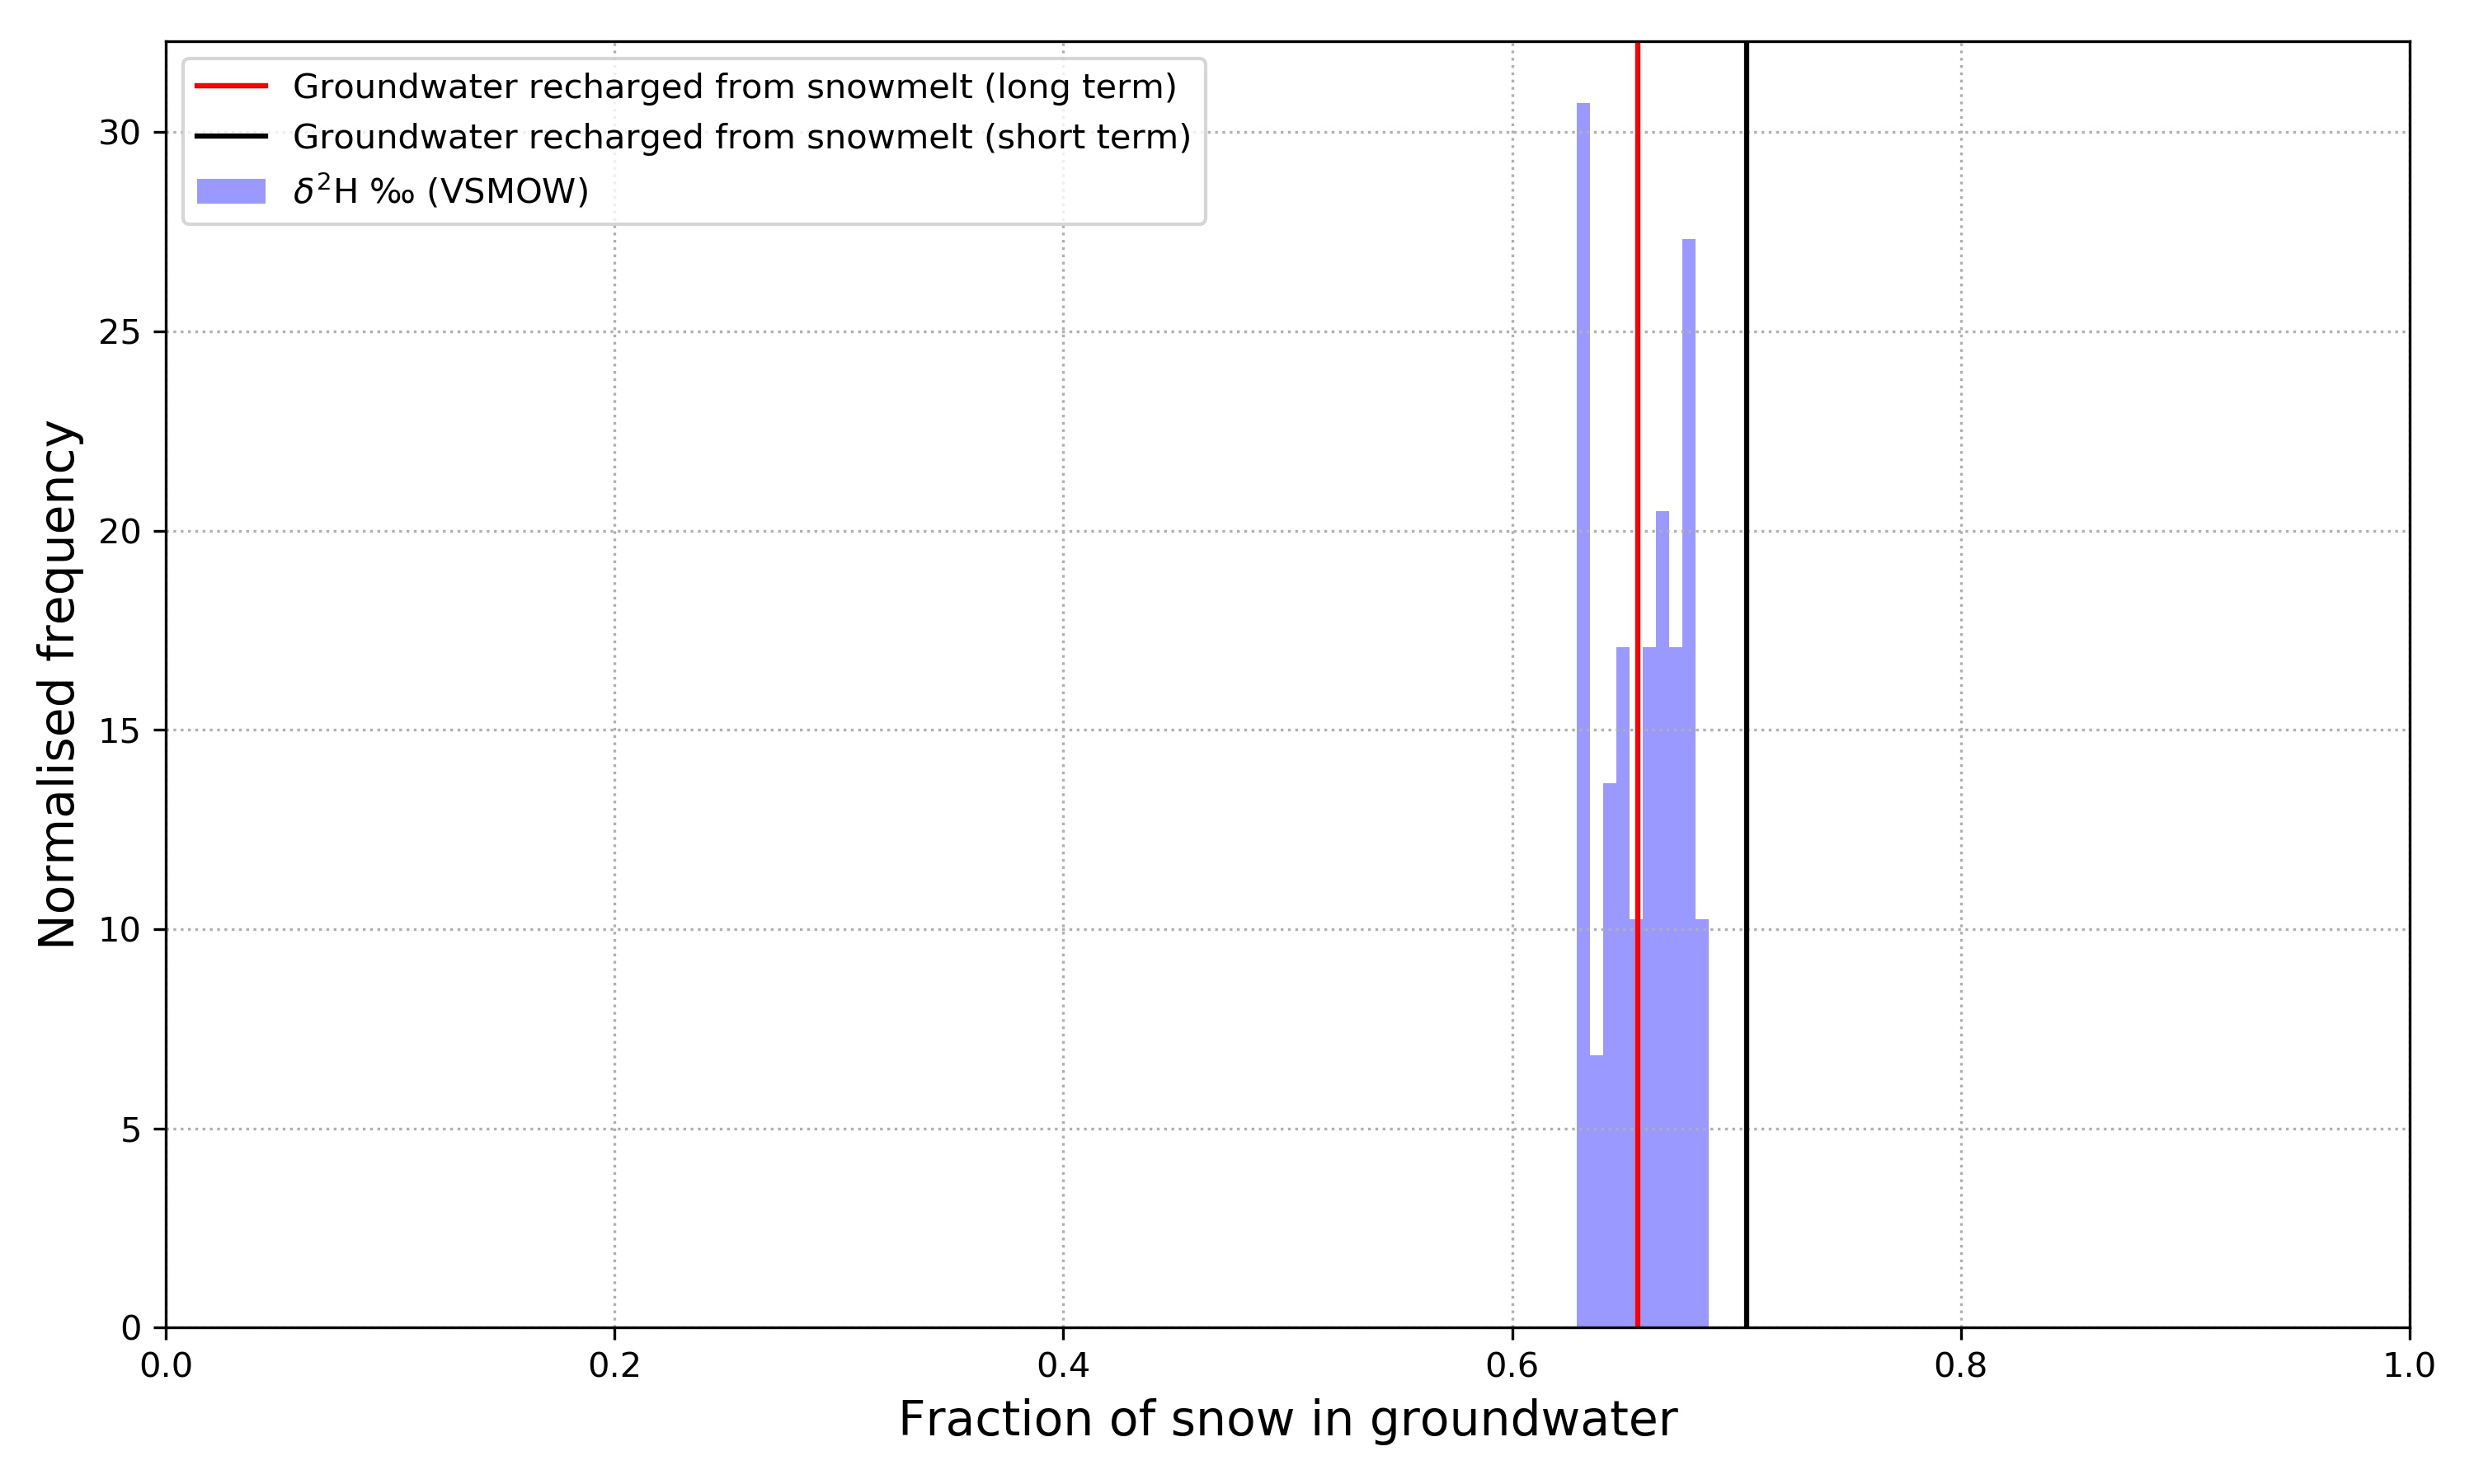 Groundwater recharged from snowmelt (long term)
Groundwater recharged from snowmelt (short term)
δ²H ‰ (VSMOW)
Normalised frequency
30
25
20
15
10
5
0
0.0 0.2 0.4 0.6 0.8 1.0
Fraction of snow in groundwater